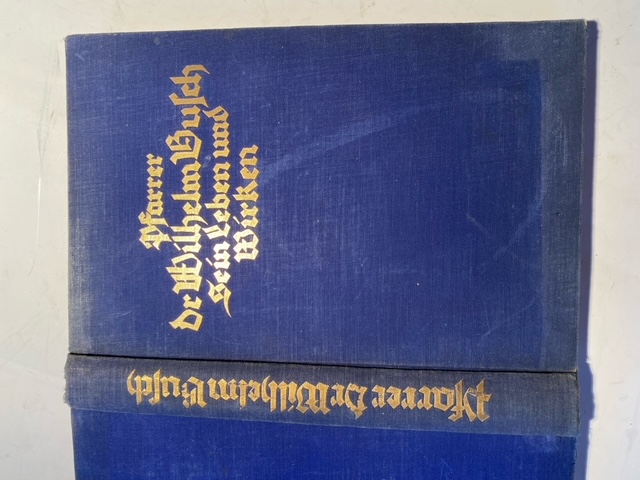 Pfarrer
Dr Wilhelm Busch
sein Leben und
Wirken
Pfarrer Dr Wilhelm Busch